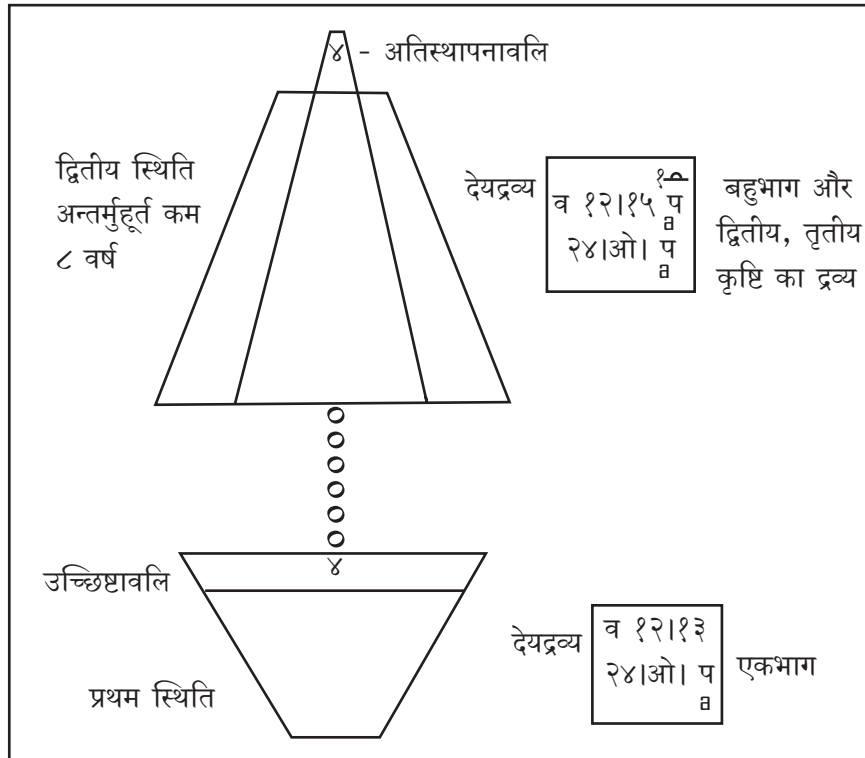 ४ - अतिस्थापनावलि
द्वितीय स्थिति
अन्तर्मुहूर्त कम
८ वर्ष
देयद्रव्य
१
व १२।१५ प
a
२४।ओ। प
a
बहुभाग और
द्वितीय, तृतीय
कृष्टि का द्रव्य
४
उच्छिष्टावलि
प्रथम स्थिति
देयद्रव्य
व १२।१३
२४।ओ। प
a
एकभाग